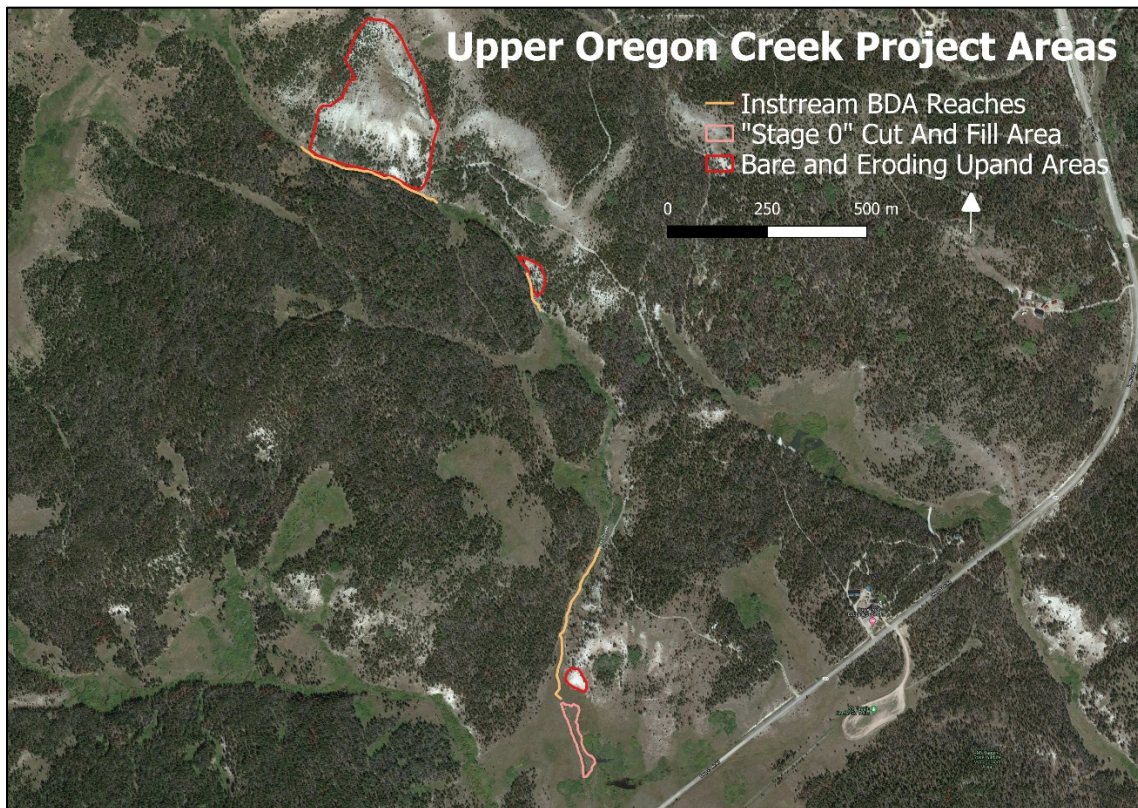 Upper Oregon Creek Project Areas
Instrream BDA Reaches
"Stage 0" Cut And Fill Area
Bare and Eroding Upand Areas
0 250 500 m